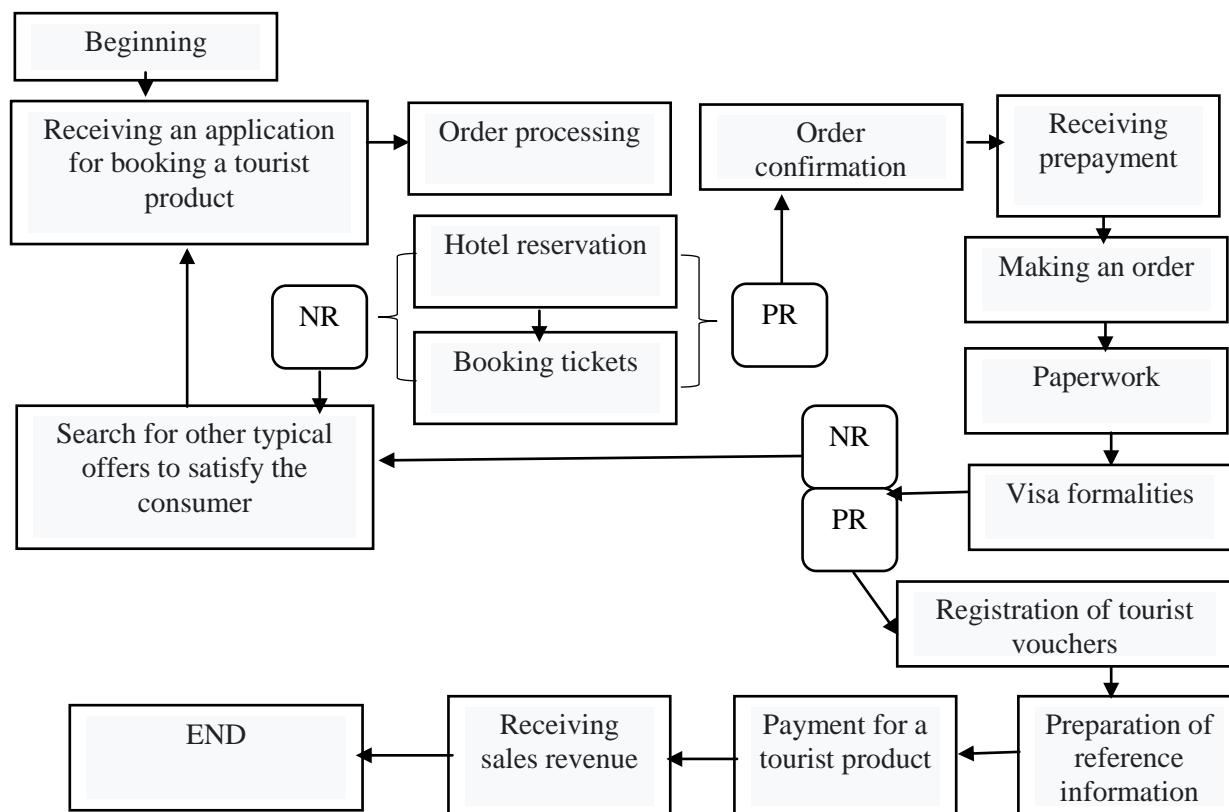 Beginning
Receiving an application
for booking a tourist
product
Order processing
Order
confirmation
Receiving
prepayment
Hotel reservation
Making an order
NR
PR
Booking tickets
Paperwork
Search for other typical
offers to satisfy the
consumer
NR
PR
Visa formalities
Registration of tourist
vouchers
END
Receiving
sales revenue
Payment for a
tourist product
Preparation of
reference
information